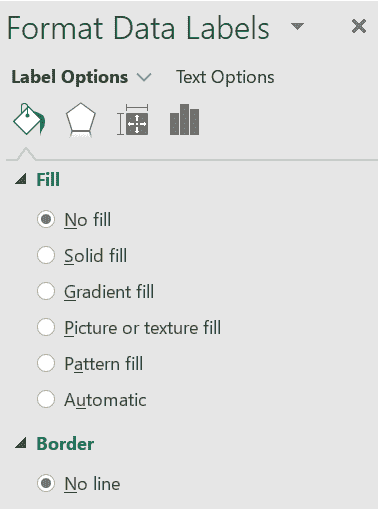 Format Data Labels
Label Options Text Options
Fill
No fill
Solid fill
Gradient fill
Picture or texture fill
Pattern fill
Automatic
Border
No line